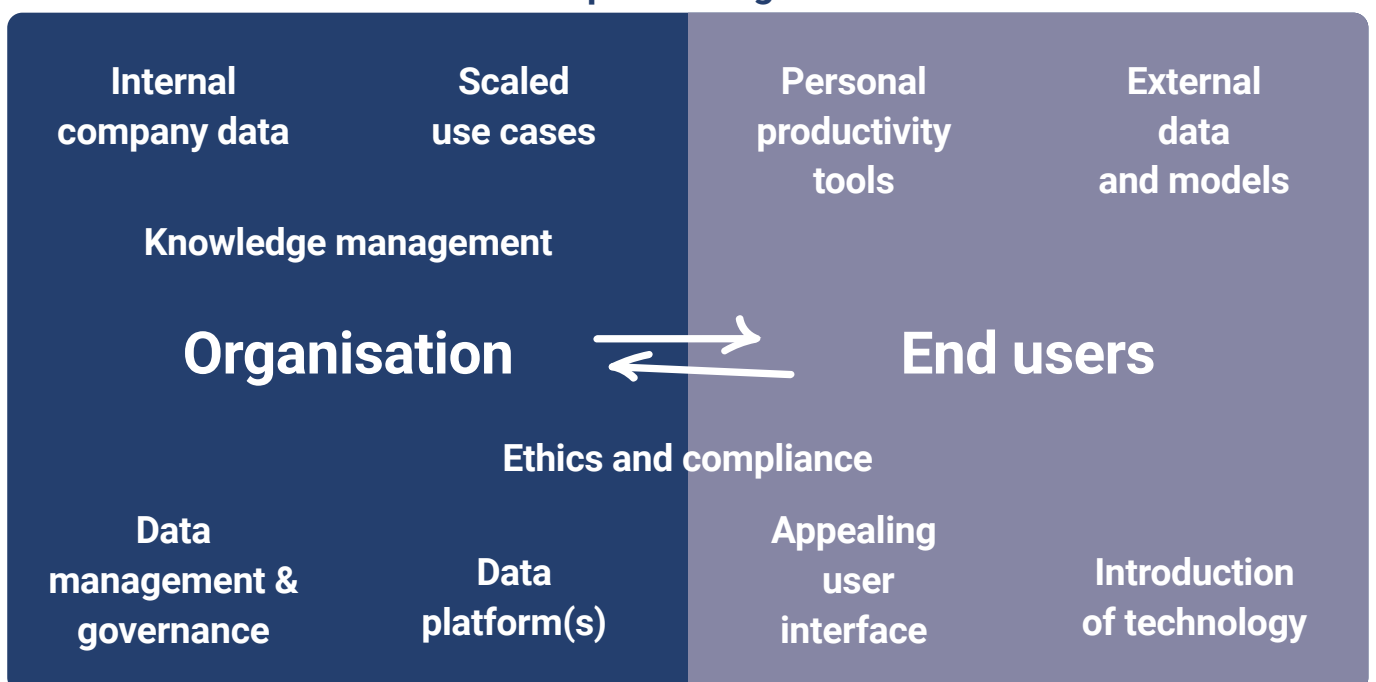 Internal
company data
Scaled
use cases
Personal
productivity
tools
External
data
and models
Knowledge management
Organisation
End users
Ethics and compliance
Data
management &
governance
Data
platform(s)
Appealing
user
interface
Introduction
of technology